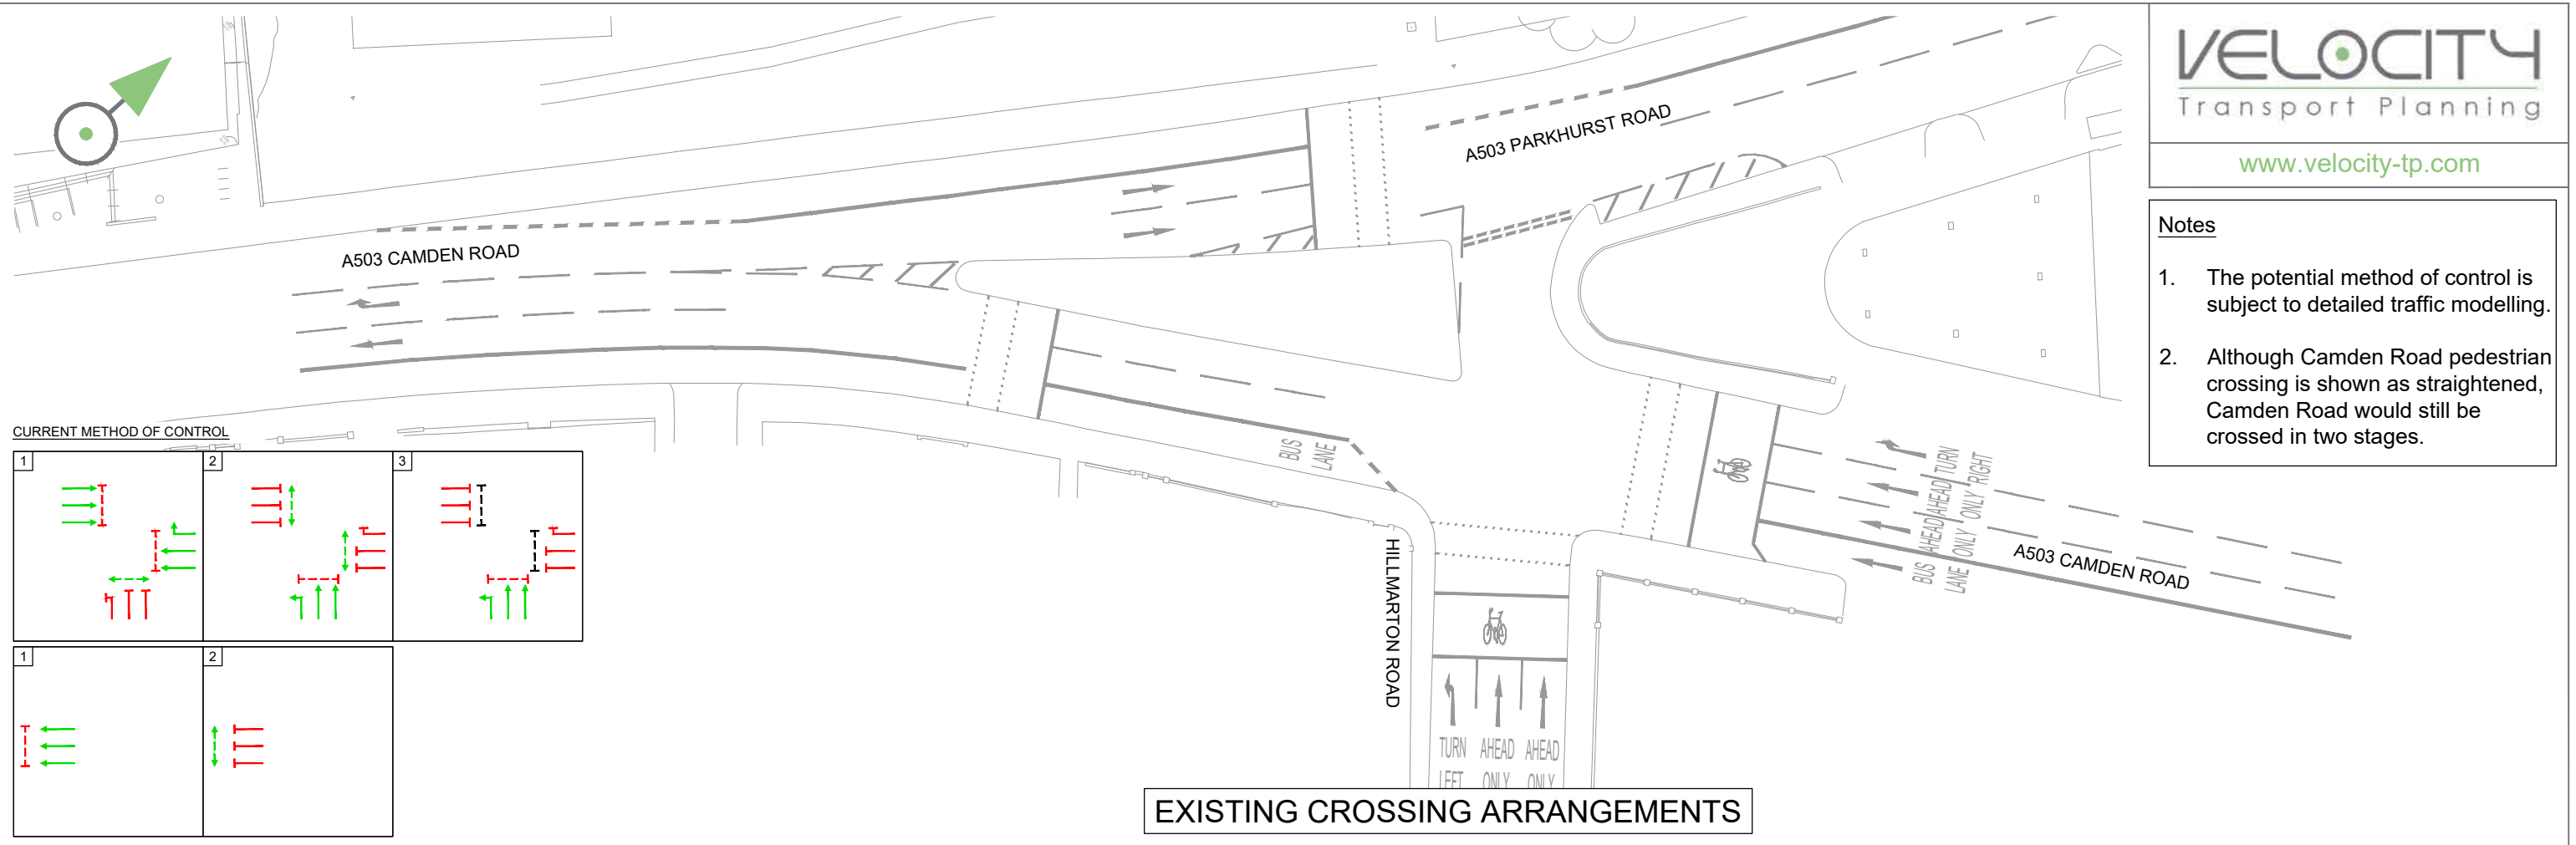 VELOCITY
Transport Planning
www.velocity-tp.com
Notes
1. The potential method of control is
subject to detailed traffic modelling.
2. Although Camden Road pedestrian
crossing is shown as straightened,
Camden Road would still be
crossed in two stages.
A503 PARKHURST ROAD
A503 CAMDEN ROAD
BUS
LANE
HILLMARTON ROAD
BUS LANE
AHEAD ONLY
AHEAD ONLY
TURN RIGHT
A503 CAMDEN ROAD
TURN AHEAD AHEAD
LEFT ONLY ONLY
CURRENT METHOD OF CONTROL
1 2 3
1 2
EXISTING CROSSING ARRANGEMENTS